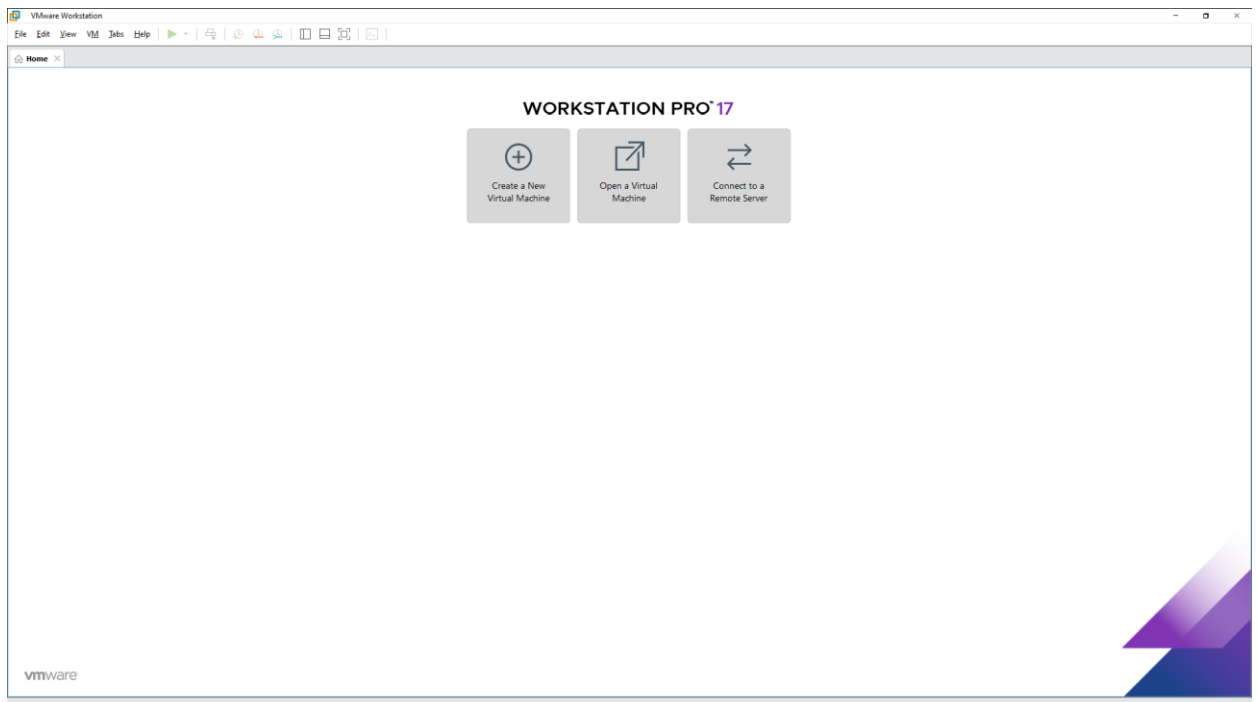 VMware Workstation
File Edit View VM Tabs Help
Home
WORKSTATION PRO™ 17
Create a New
Virtual Machine
Open a Virtual
Machine
Connect to a
Remote Server
vmware